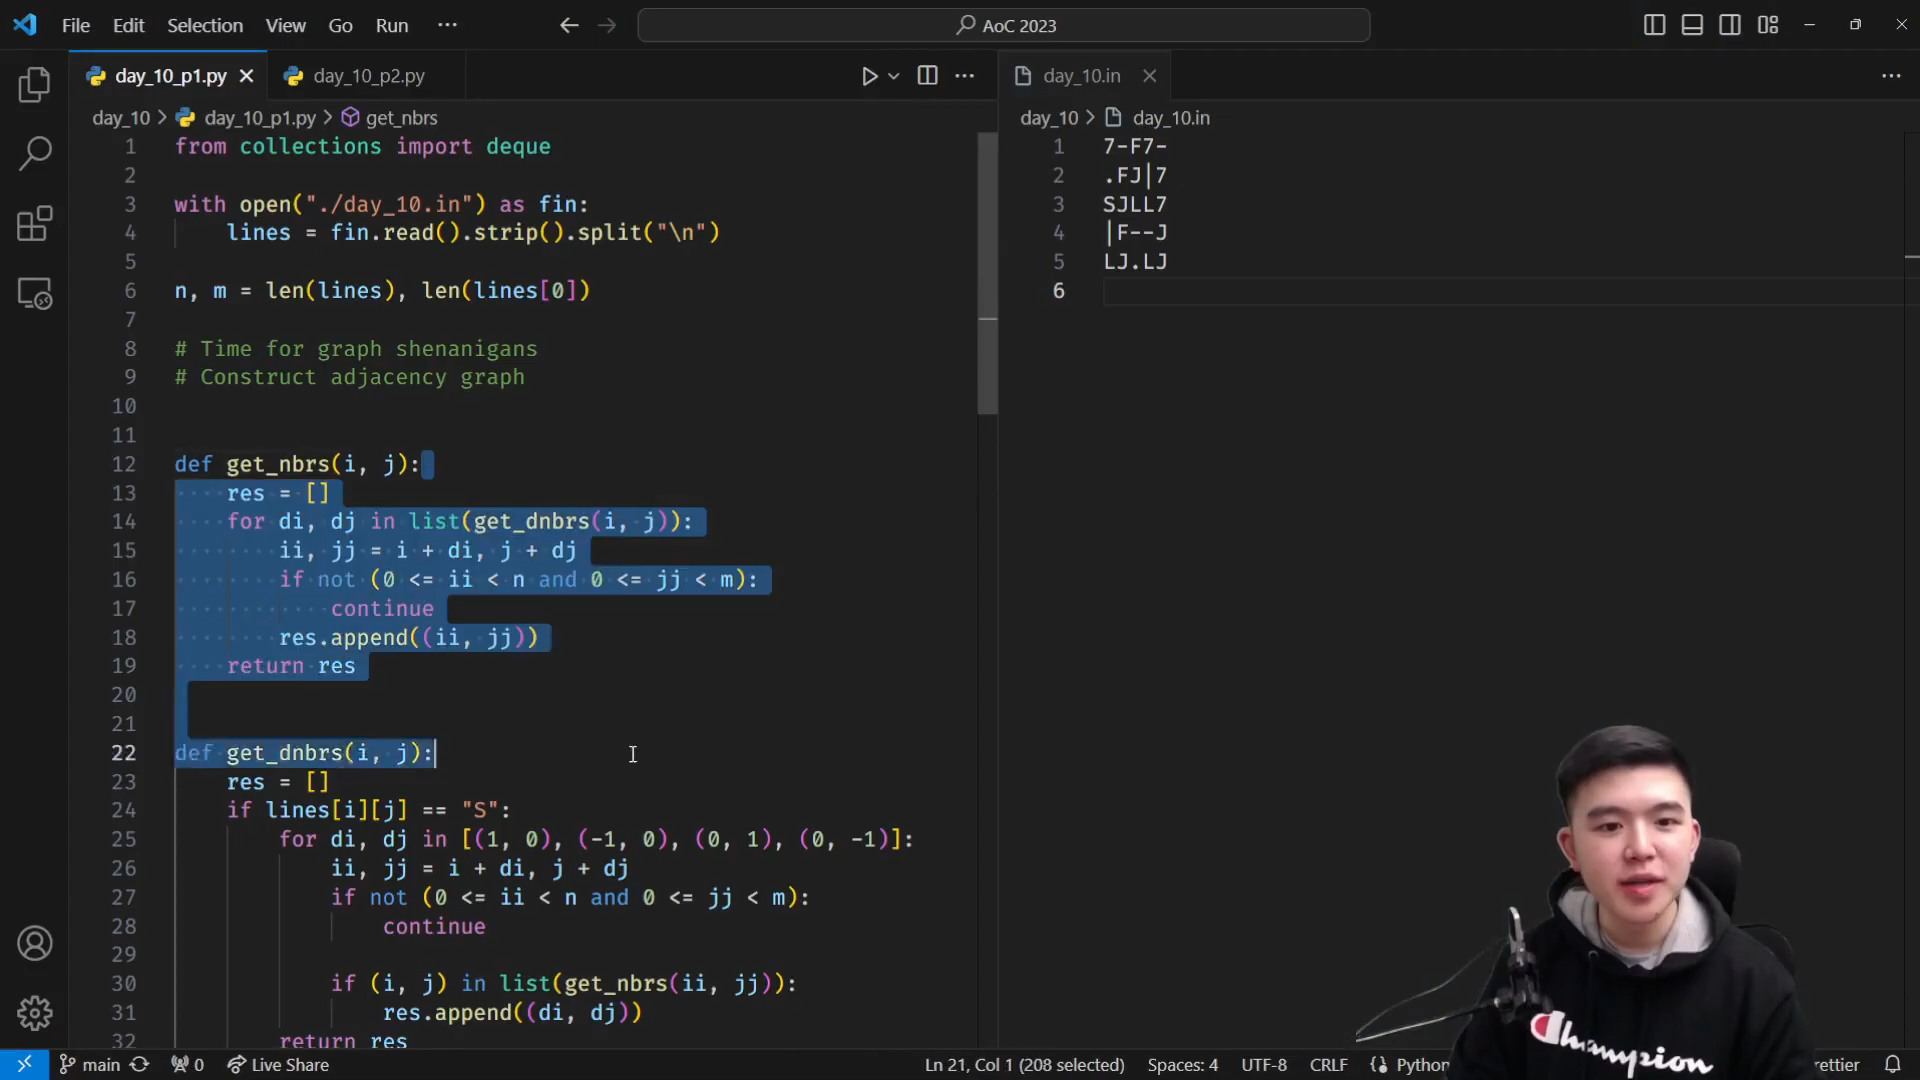 File Edit Selection View Go Run ···
AoC 2023
day_10_p1.py
day_10_p2.py
day_10 > day_10_p1.py > get_nbrs
1 from collections import deque
2
3 with open("./day_10.in") as fin:
4 lines = fin.read().strip().split("\n")
5
6 n, m = len(lines), len(lines[0])
7
8 # Time for graph shenanigans
9 # Construct adjacency graph
10
11
12 def get_nbrs(i, j):
13 res = []
14 for di, dj in list(get_dnbrs(i, j)):
15 ii, jj = i + di, j + dj
16 if not (0 <= ii < n and 0 <= jj < m):
17 continue
18 res.append((ii, jj))
19 return res
20
21
22 def get_dnbrs(i, j):
23 res = []
24 if lines[i][j] == "S":
25 for di, dj in [(1, 0), (-1, 0), (0, 1), (0, -1)]:
26 ii, jj = i + di, j + dj
27 if not (0 <= ii < n and 0 <= jj < m):
28 continue
29
30 if (i, j) in list(get_nbrs(ii, jj)):
31 res.append((di, dj))
32 return res
day_10.in
day_10 > day_10.in
1 7-F7-
2 .FJ|7
3 SJLL7
4 |F--J
5 LJ.LJ
6
Champion
main 0 Live Share Ln 21, Col 1 (208 selected) Spaces: 4 UTF-8 CRLF {} Python